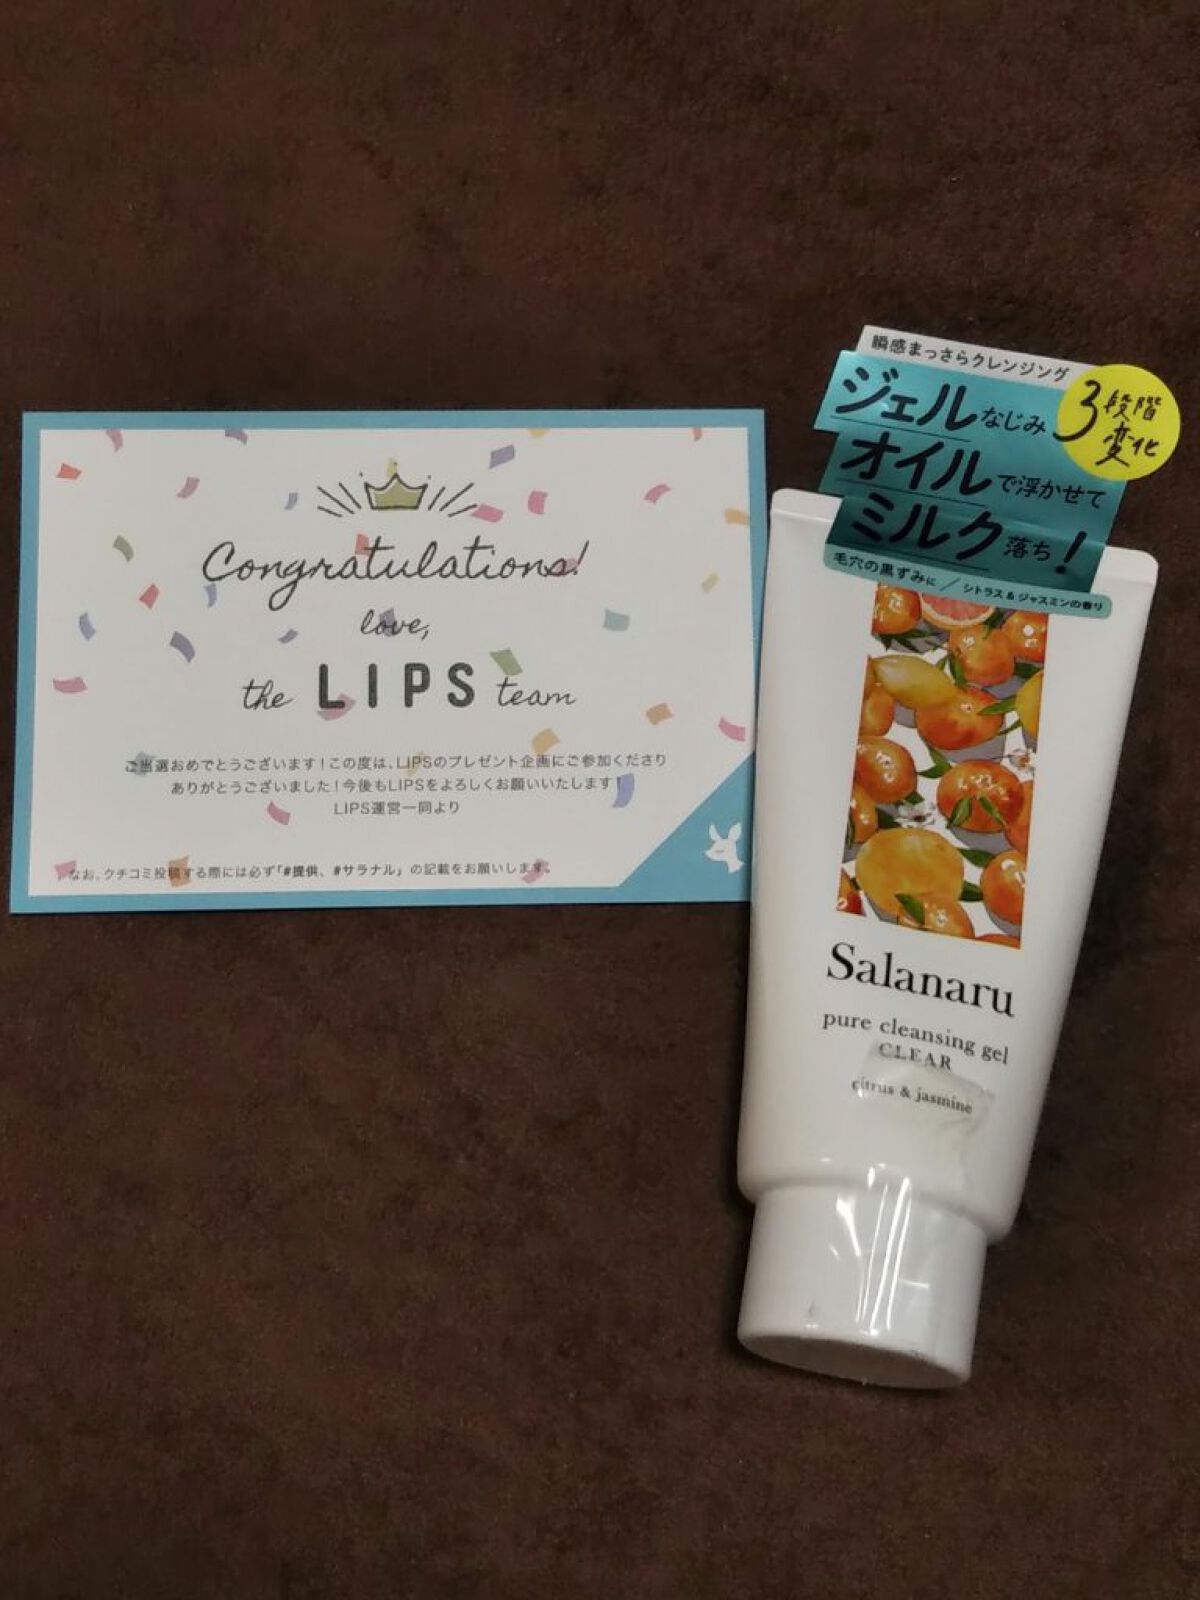 Congratulations!
love,
the LIPS team
ご当選おめでとうございます！この度は、LIPSのプレゼント企画にご参加くださり
ありがとうございました！今後もLIPSをよろしくお願いいたします！
LIPS運営一同より
なお、クチコミ投稿する際には必ず「#提供、#サラナル」の記載をお願いします。
瞬感まっさらクレンジング
ジェルなじみ
オイルで浮かせて
ミルク落ち！
3段階
変化
毛穴の黒ずみに／シトラス&ジャスミンの香り
Salanaru
pure cleansing gel
CLEAR
citrus & jasmine